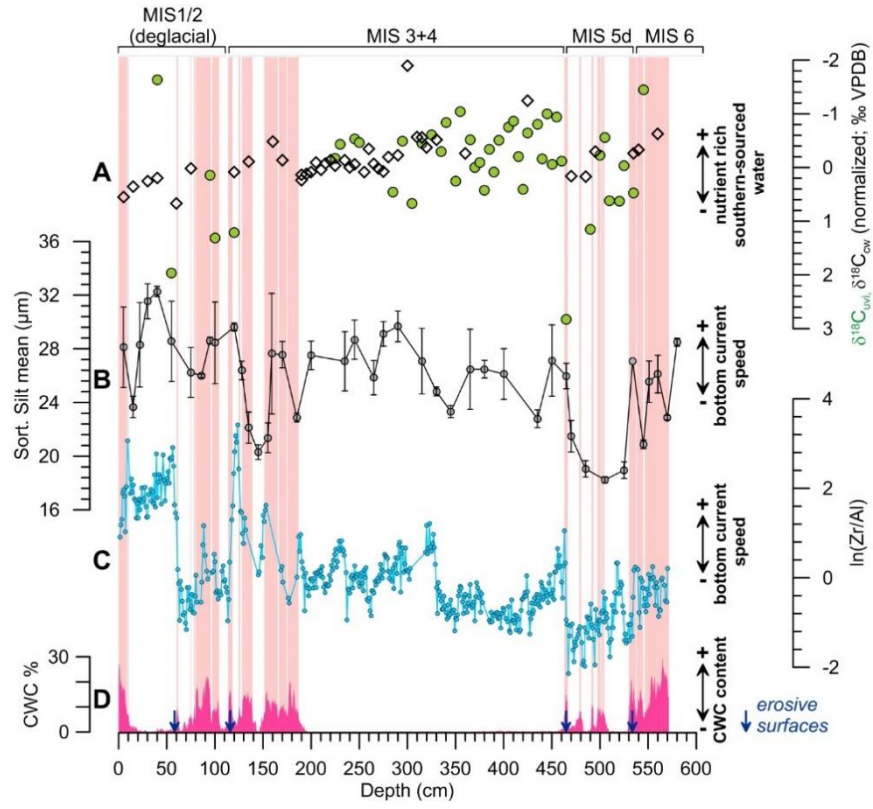 MIS1/2
(deglacial)
MIS 3+4
MIS 5d
MIS 6
A
+
nutrient rich
southern-sourced
water
-
-2
-1
0
1
2
3
δ¹⁸C_uvi, δ¹⁸C_cw (normalized; ‰ VPDB)
B
Sort. Silt mean (µm)
36
32
28
24
20
16
+
bottom current
speed
-
C
+
bottom current
speed
-
ln(Zr/Al)
4
2
0
-2
D
CWC %
30
0
+
CWC content
-
erosive
surfaces
0 50 100 150 200 250 300 350 400 450 500 550 600
Depth (cm)